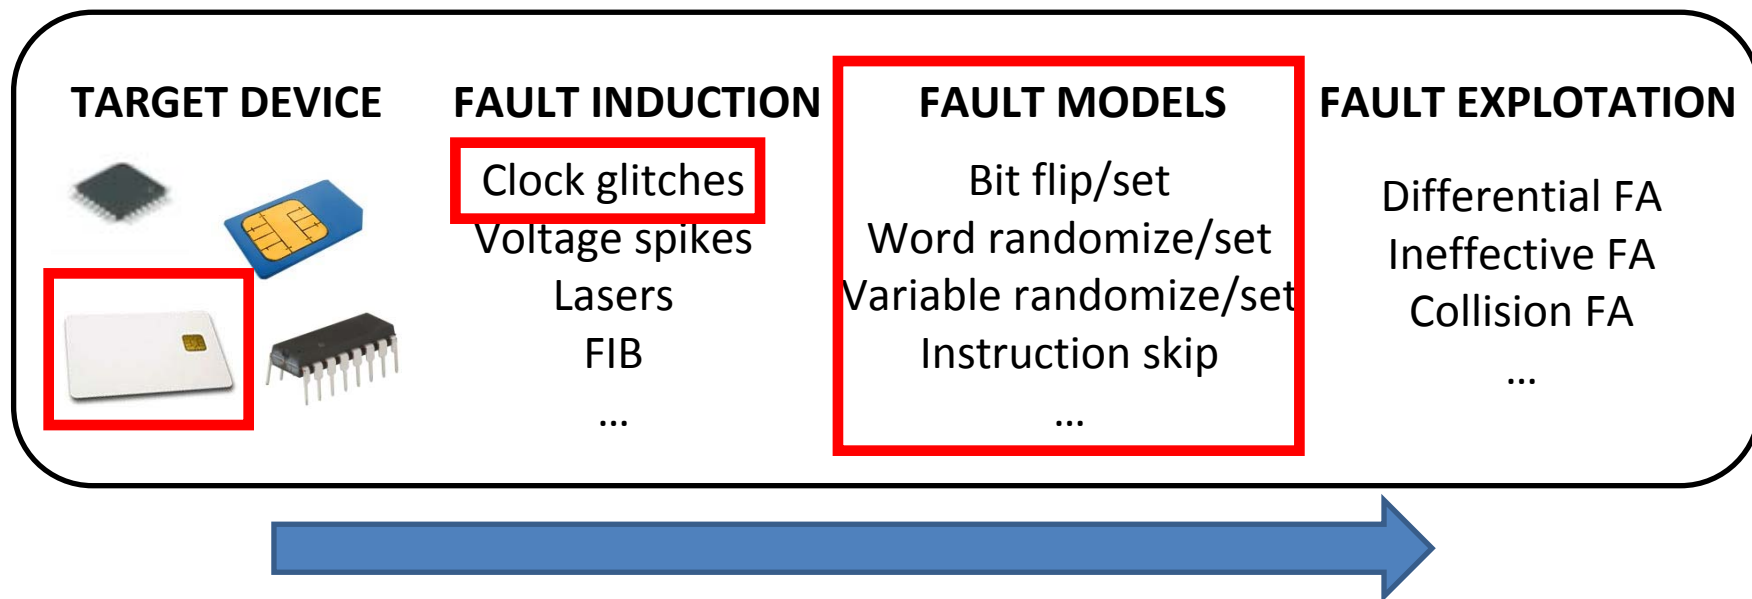 TARGET DEVICE
FAULT INDUCTION
Clock glitches
Voltage spikes
Lasers
FIB
...
FAULT MODELS
Bit flip/set
Word randomize/set
Variable randomize/set
Instruction skip
...
FAULT EXPLOTATION
Differential FA
Ineffective FA
Collision FA
...